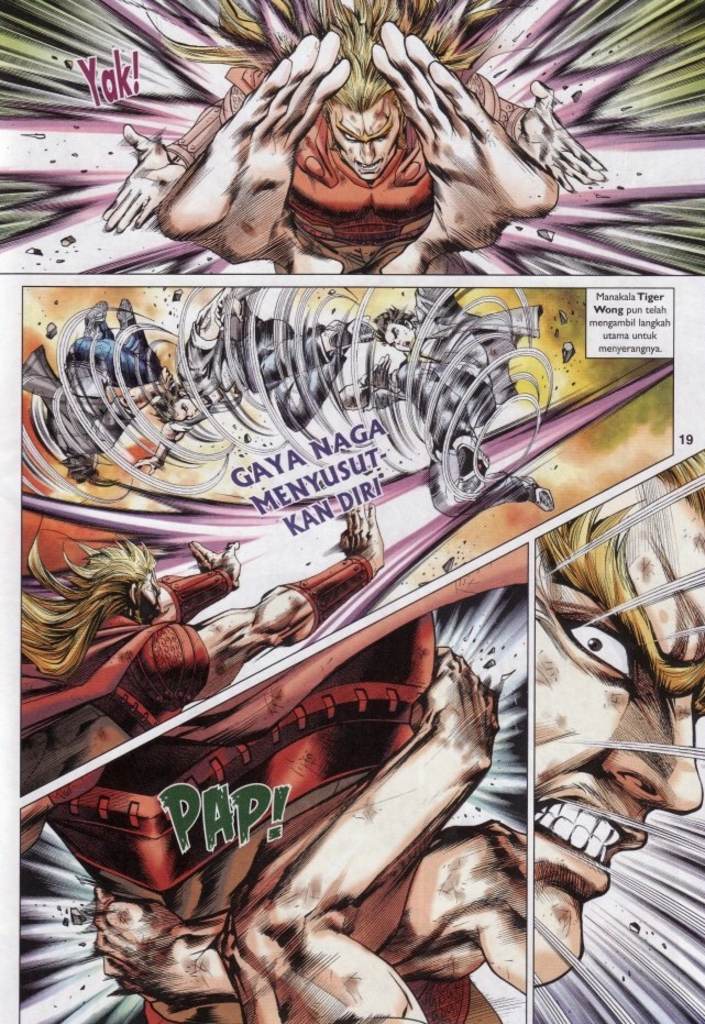 Yak!
Manakala Tiger
Wong pun telah
mengambil langkah
utama untuk
menyerangnya.
GAYA NAGA
MENYUSUT-
KAN DIRI
19
PAP!